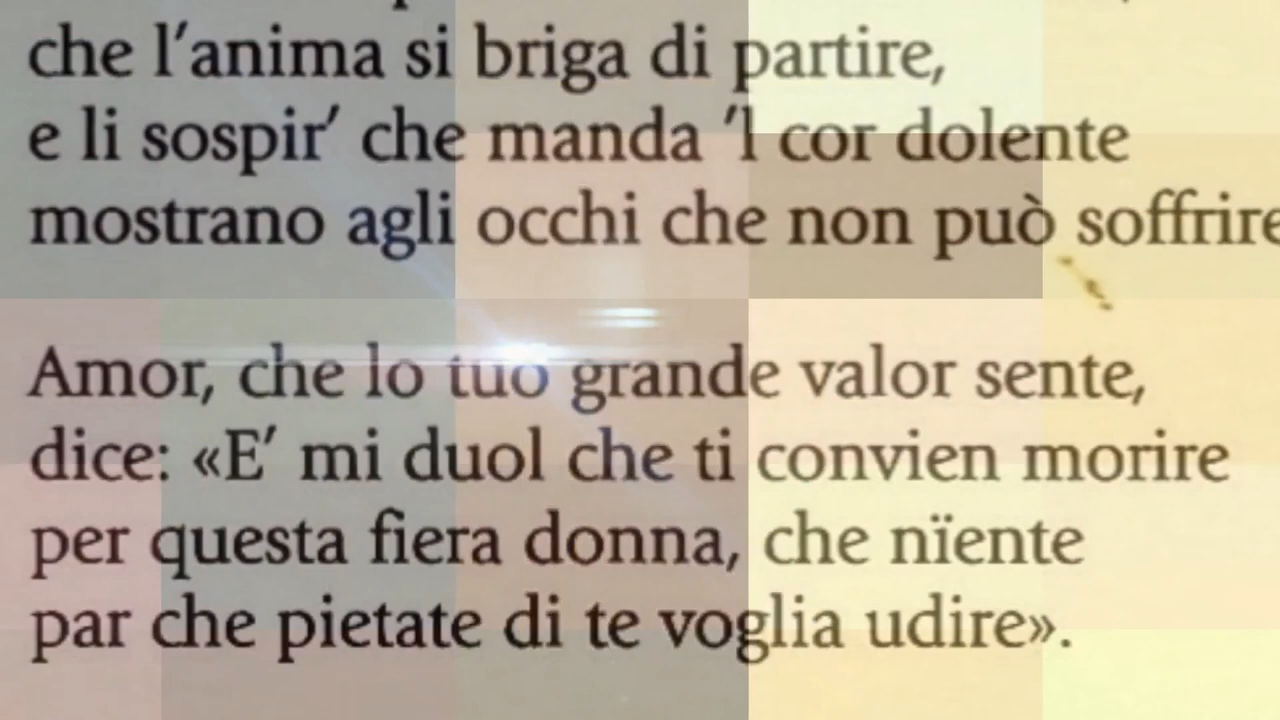 che l’anima si briga di partire,
e li sospir’ che manda ’l cor dolente
mostrano agli occhi che non può soffrire
Amor, che lo tuo grande valor sente,
dice: «E’ mi duol che ti convien morire
per questa fiera donna, che nïente
par che pietate di te voglia udire».